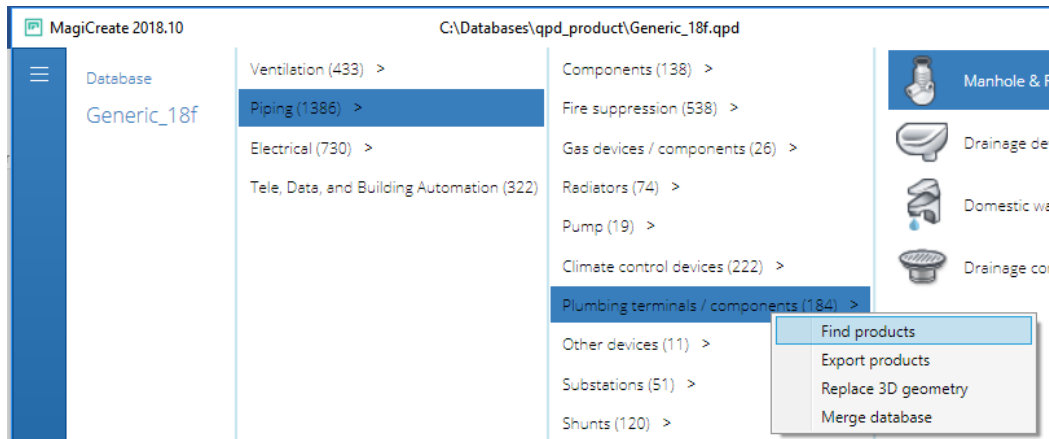 MagiCreate 2018.10
C:\Databases\qpd_product\Generic_18f.qpd
Database
Generic_18f
Ventilation (433) >
Piping (1386) >
Electrical (730) >
Tele, Data, and Building Automation (322)
Components (138) >
Fire suppression (538) >
Gas devices / components (26) >
Radiators (74) >
Pump (19) >
Climate control devices (222) >
Plumbing terminals / components (184) >
Other devices (11) >
Substations (51) >
Shunts (120) >
Manhole &
Drainage
Domestic
Drainage
Find products
Export products
Replace 3D geometry
Merge database